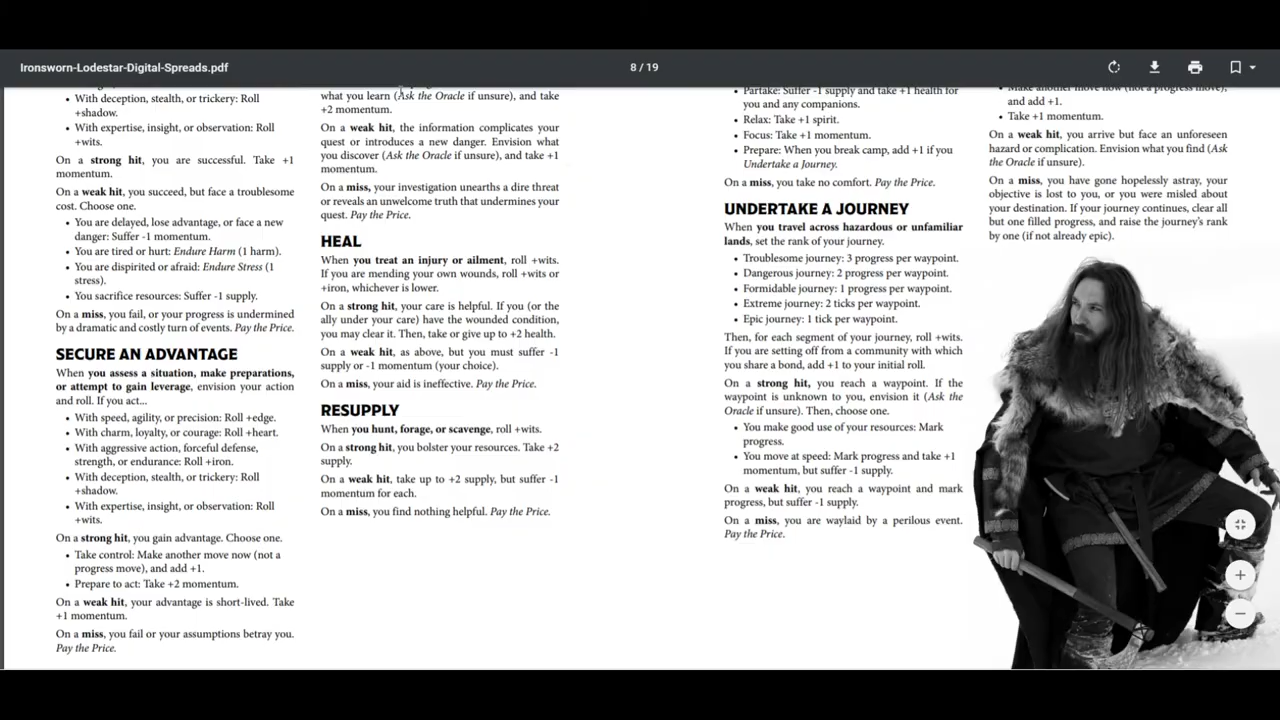 Ironsworn-Lodestar-Digital-Spreads.pdf
8 / 19
• With deception, stealth, or trickery: Roll
+shadow.
• With expertise, insight, or observation: Roll
+wits.
On a strong hit, you are successful. Take +1
momentum.
On a weak hit, you succeed, but face a troublesome
cost. Choose one.
• You are delayed, lose advantage, or face a new
danger: Suffer -1 momentum.
• You are tired or hurt: Endure Harm (1 harm).
• You are dispirited or afraid: Endure Stress (1
stress).
• You sacrifice resources: Suffer -1 supply.
On a miss, you fail, or your progress is undermined
by a dramatic and costly turn of events. Pay the Price.
SECURE AN ADVANTAGE
When you assess a situation, make preparations,
or attempt to gain leverage, envision your action
and roll. If you act...
• With speed, agility, or precision: Roll +edge.
• With charm, loyalty, or courage: Roll +heart.
• With aggressive action, forceful defense,
strength, or endurance: Roll +iron.
• With deception, stealth, or trickery: Roll
+shadow.
• With expertise, insight, or observation: Roll
+wits.
On a strong hit, you gain advantage. Choose one.
• Take control: Make another move now (not a
progress move), and add +1.
• Prepare to act: Take +2 momentum.
On a weak hit, your advantage is short-lived. Take
+1 momentum.
On a miss, you fail or your assumptions betray you.
Pay the Price.
what you learn (Ask the Oracle if unsure), and take
+2 momentum.
On a weak hit, the information complicates your
quest or introduces a new danger. Envision what
you discover (Ask the Oracle if unsure), and take +1
momentum.
On a miss, your investigation unearths a dire threat
or reveals an unwelcome truth that undermines your
quest. Pay the Price.
HEAL
When you treat an injury or ailment, roll +wits.
If you are mending your own wounds, roll +wits or
+iron, whichever is lower.
On a strong hit, your care is helpful. If you (or the
ally under your care) have the wounded condition,
you may clear it. Then, take or give up to +2 health.
On a weak hit, as above, but you must suffer -1
supply or -1 momentum (your choice).
On a miss, your aid is ineffective. Pay the Price.
RESUPPLY
When you hunt, forage, or scavenge, roll +wits.
On a strong hit, you bolster your resources. Take +2
supply.
On a weak hit, take up to +2 supply, but suffer -1
momentum for each.
On a miss, you find nothing helpful. Pay the Price.
• Partake: Suffer -1 supply and take +1 health for
you and any companions.
• Relax: Take +1 spirit.
• Focus: Take +1 momentum.
• Prepare: When you break camp, add +1 if you
Undertake a Journey.
On a miss, you take no comfort. Pay the Price.
UNDERTAKE A JOURNEY
When you travel across hazardous or unfamiliar
lands, set the rank of your journey.
• Troublesome journey: 3 progress per waypoint.
• Dangerous journey: 2 progress per waypoint.
• Formidable journey: 1 progress per waypoint.
• Extreme journey: 2 ticks per waypoint.
• Epic journey: 1 tick per waypoint.
Then, for each segment of your journey, roll +wits.
If you are setting off from a community with which
you share a bond, add +1 to your initial roll.
On a strong hit, you reach a waypoint. If the
waypoint is unknown to you, envision it (Ask the
Oracle if unsure). Then, choose one.
• You make good use of your resources: Mark
progress.
• You move at speed: Mark progress and take +1
momentum, but suffer -1 supply.
On a weak hit, you reach a waypoint and mark
progress, but suffer -1 supply.
On a miss, you are waylaid by a perilous event.
Pay the Price.
• Make another move now (not a progress move),
and add +1.
• Take +1 momentum.
On a weak hit, you arrive but face an unforeseen
hazard or complication. Envision what you find (Ask
the Oracle if unsure).
On a miss, you have gone hopelessly astray, your
objective is lost to you, or you were misled about
your destination. If your journey continues, clear all
but one filled progress, and raise the journey's rank
by one (if not already epic).